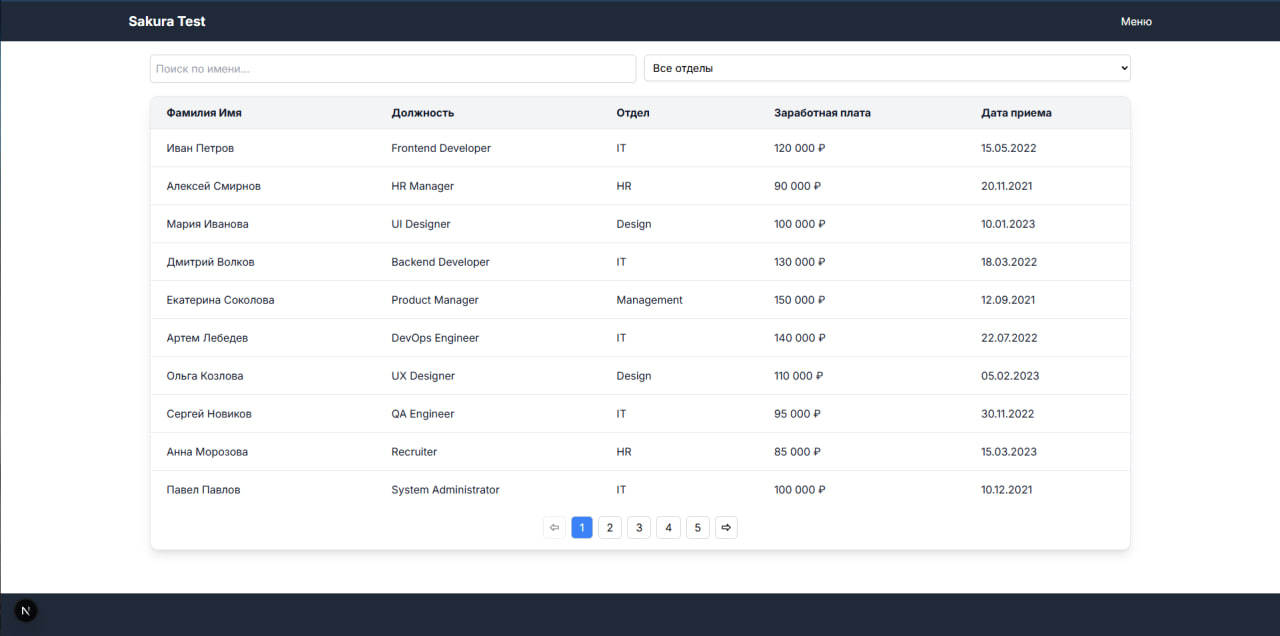 Sakura Test Меню
Поиск по имени... Все отделы
Фамилия Имя Должность Отдел Заработная плата Дата приема
Иван Петров Frontend Developer IT 120 000 ₽ 15.05.2022
Алексей Смирнов HR Manager HR 90 000 ₽ 20.11.2021
Мария Иванова UI Designer Design 100 000 ₽ 10.01.2023
Дмитрий Волков Backend Developer IT 130 000 ₽ 18.03.2022
Екатерина Соколова Product Manager Management 150 000 ₽ 12.09.2021
Артем Лебедев DevOps Engineer IT 140 000 ₽ 22.07.2022
Ольга Козлова UX Designer Design 110 000 ₽ 05.02.2023
Сергей Новиков QA Engineer IT 95 000 ₽ 30.11.2022
Анна Морозова Recruiter HR 85 000 ₽ 15.03.2023
Павел Павлов System Administrator IT 100 000 ₽ 10.12.2021
⇦ 1 2 3 4 5 ⇨
N